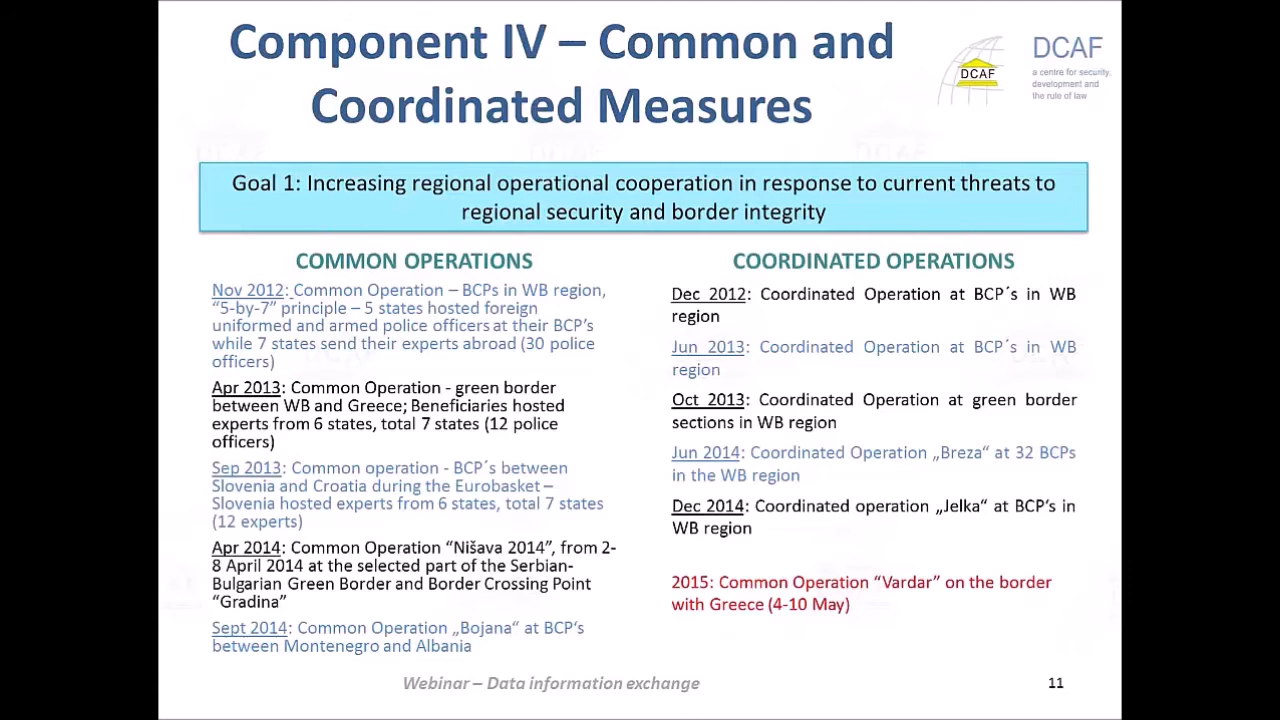 Component IV – Common and
Coordinated Measures
DCAF
DCAF
a centre for security,
development and
the rule of law
Goal 1: Increasing regional operational cooperation in response to current threats to
regional security and border integrity
COMMON OPERATIONS
Nov 2012: Common Operation – BCPs in WB region,
“5-by-7” principle – 5 states hosted foreign
uniformed and armed police officers at their BCP’s
while 7 states send their experts abroad (30 police
officers)
Apr 2013: Common Operation - green border
between WB and Greece; Beneficiaries hosted
experts from 6 states, total 7 states (12 police
officers)
Sep 2013: Common operation - BCP´s between
Slovenia and Croatia during the Eurobasket –
Slovenia hosted experts from 6 states, total 7 states
(12 experts)
Apr 2014: Common Operation “Nišava 2014”, from 2-
8 April 2014 at the selected part of the Serbian-
Bulgarian Green Border and Border Crossing Point
“Gradina”
Sept 2014: Common Operation „Bojana“ at BCP‘s
between Montenegro and Albania
COORDINATED OPERATIONS
Dec 2012: Coordinated Operation at BCP´s in WB
region
Jun 2013: Coordinated Operation at BCP´s in WB
region
Oct 2013: Coordinated Operation at green border
sections in WB region
Jun 2014: Coordinated Operation „Breza“ at 32 BCPs
in the WB region
Dec 2014: Coordinated operation „Jelka“ at BCP‘s in
WB region
2015: Common Operation “Vardar” on the border
with Greece (4-10 May)
Webinar – Data information exchange
11